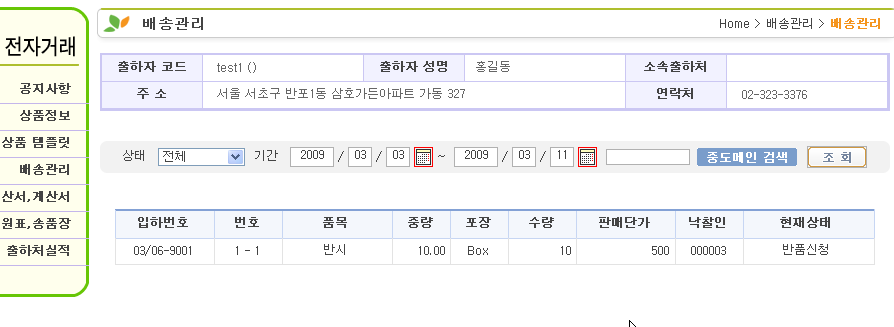 전자거래
공지사항
상품정보
상품 템플릿
배송관리
산서,계산서
원표,송품장
출하처실적
배송관리
Home > 배송관리 > 배송관리
출하자 코드 test1 () 출하자 성명 홍길동 소속출하처
주 소 서울 서초구 반포1동 삼호가든아파트 가동 327 연락처 02-323-3376
상태 전체 기간 2009 / 03 / 03 ~ 2009 / 03 / 11 중도메인 검색 조 회
입하번호 번호 품목 중량 포장 수량 판매단가 낙찰인 현재상태
03/06-9001 1 - 1 반시 10.00 Box 10 500 000003 반품신청